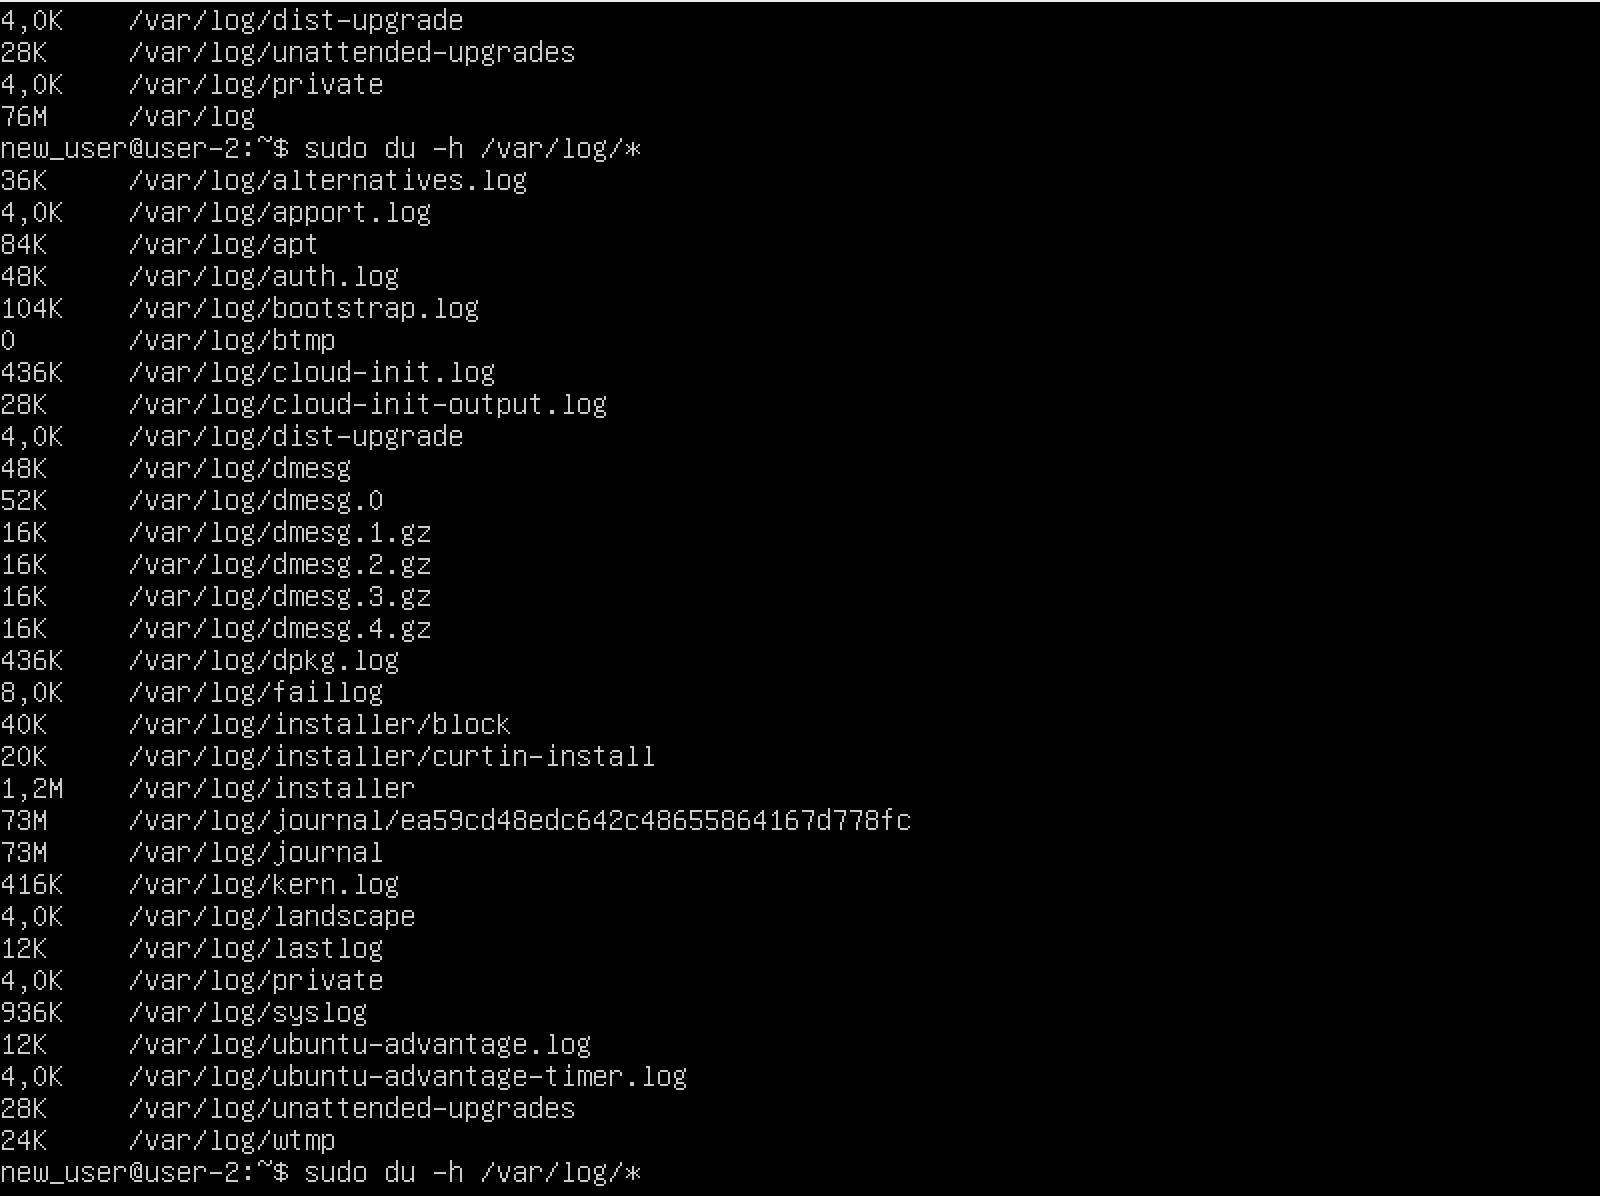 4,0K    /var/log/dist-upgrade
28K     /var/log/unattended-upgrades
4,0K    /var/log/private
76M     /var/log
new_user@user-2:~$ sudo du -h /var/log/*
36K     /var/log/alternatives.log
4,0K    /var/log/apport.log
84K     /var/log/apt
48K     /var/log/auth.log
104K    /var/log/bootstrap.log
0       /var/log/btmp
436K    /var/log/cloud-init.log
28K     /var/log/cloud-init-output.log
4,0K    /var/log/dist-upgrade
48K     /var/log/dmesg
52K     /var/log/dmesg.0
16K     /var/log/dmesg.1.gz
16K     /var/log/dmesg.2.gz
16K     /var/log/dmesg.3.gz
16K     /var/log/dmesg.4.gz
436K    /var/log/dpkg.log
8,0K    /var/log/faillog
40K     /var/log/installer/block
20K     /var/log/installer/curtin-install
1,2M    /var/log/installer
73M     /var/log/journal/ea59cd48edc642c48655864167d778fc
73M     /var/log/journal
416K    /var/log/kern.log
4,0K    /var/log/landscape
12K     /var/log/lastlog
4,0K    /var/log/private
936K    /var/log/syslog
12K     /var/log/ubuntu-advantage.log
4,0K    /var/log/ubuntu-advantage-timer.log
28K     /var/log/unattended-upgrades
24K     /var/log/wtmp
new_user@user-2:~$ sudo du -h /var/log/*